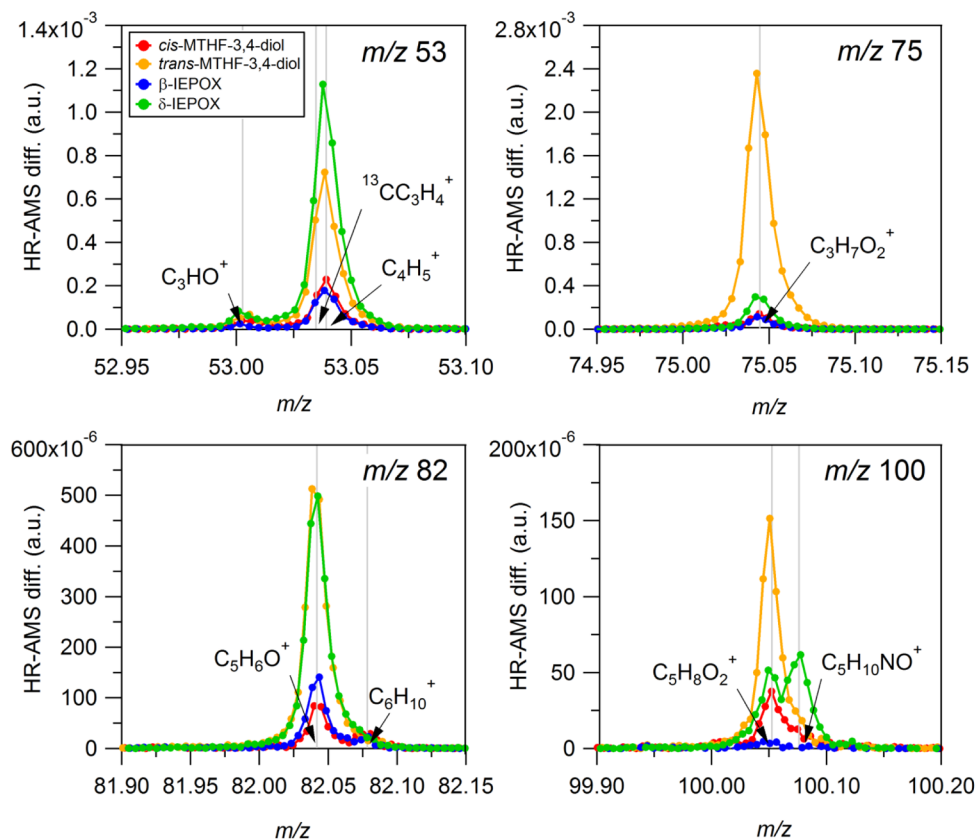 1.4x10⁻³
1.2
1.0
0.8
0.6
0.4
0.2
0.0
HR-AMS diff. (a.u.)
cis-MTHF-3,4-diol
trans-MTHF-3,4-diol
β-IEPOX
δ-IEPOX
m/z 53
¹³CC₃H₄⁺
C₃HO⁺
C₄H₅⁺
52.95 53.00 53.05 53.10
m/z
2.8x10⁻³
2.4
2.0
1.6
1.2
0.8
0.4
0.0
HR-AMS diff. (a.u.)
m/z 75
C₃H₇O₂⁺
74.95 75.00 75.05 75.10 75.15
m/z
600x10⁻⁶
500
400
300
200
100
0
HR-AMS diff. (a.u.)
m/z 82
C₅H₆O⁺
C₆H₁₀⁺
81.90 81.95 82.00 82.05 82.10 82.15
m/z
200x10⁻⁶
150
100
50
0
HR-AMS diff. (a.u.)
m/z 100
C₅H₈O₂⁺
C₅H₁₀NO⁺
99.90 100.00 100.10 100.20
m/z